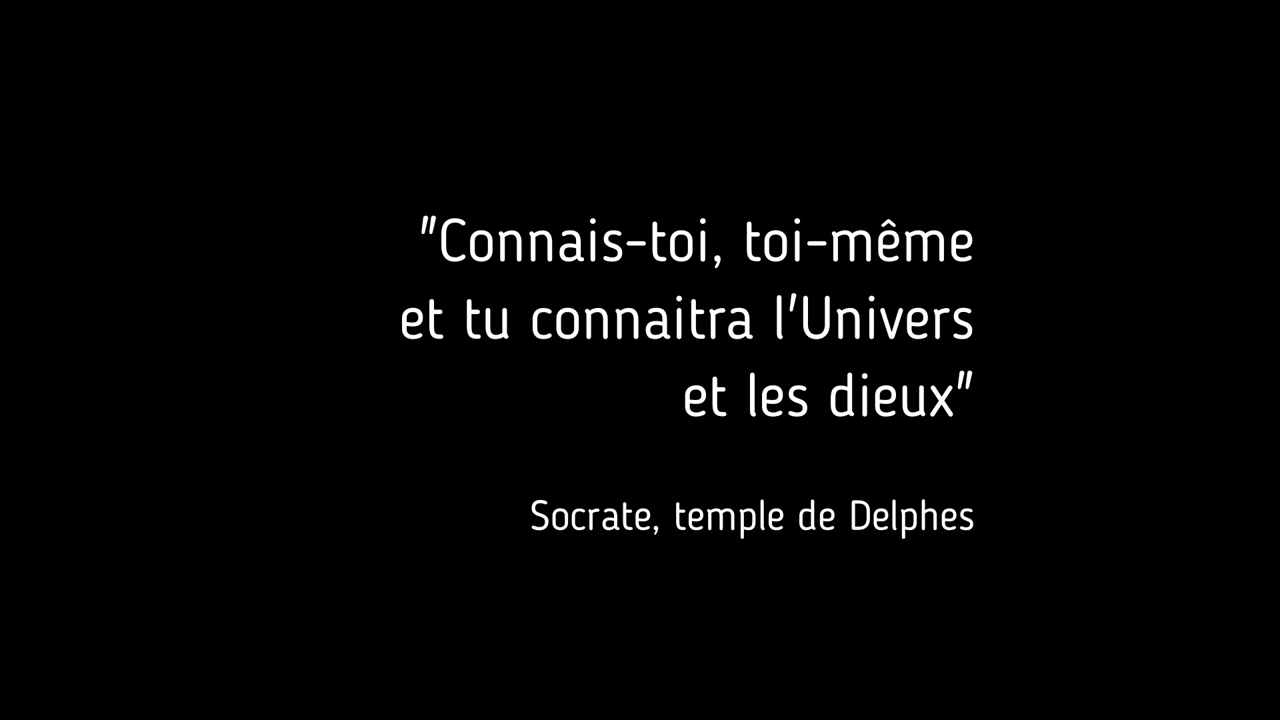 "Connais-toi, toi-même
et tu connaitra l'Univers
et les dieux"
Socrate, temple de Delphes